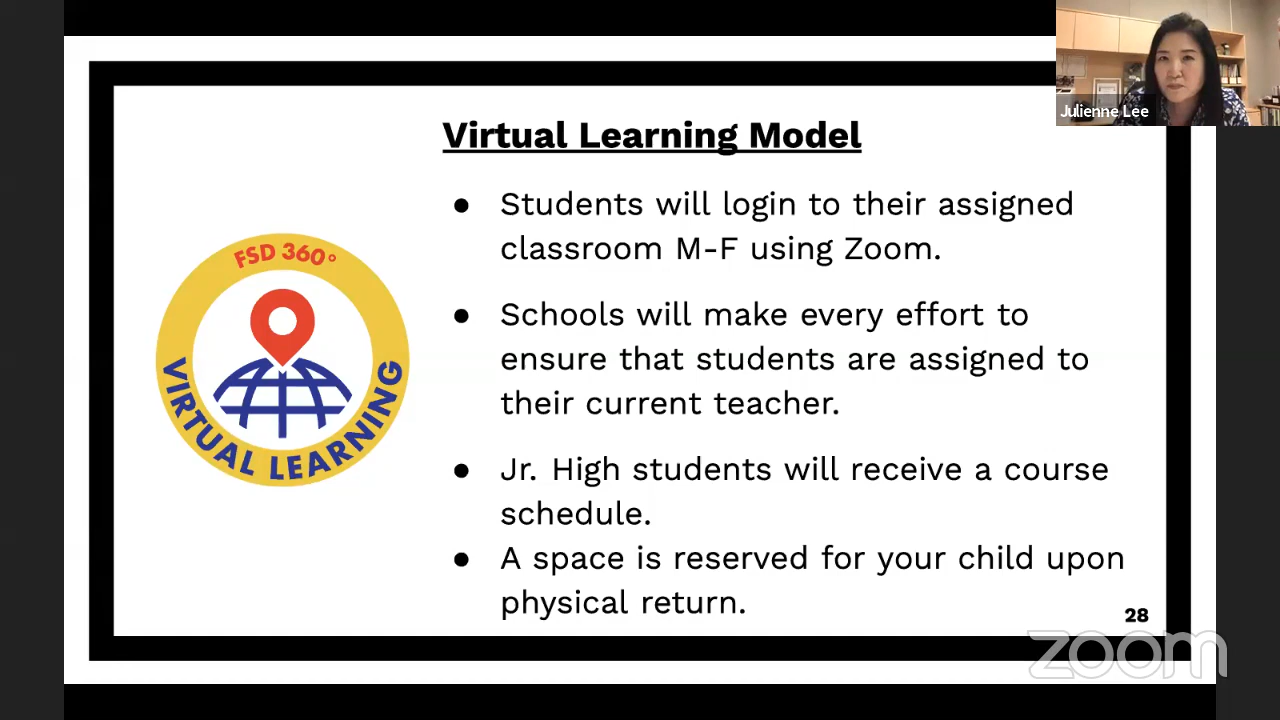 Julienne Lee
Virtual Learning Model
● Students will login to their assigned
classroom M-F using Zoom.
● Schools will make every effort to
ensure that students are assigned to
their current teacher.
● Jr. High students will receive a course
schedule.
● A space is reserved for your child upon
physical return.
FSD 360°
VIRTUAL LEARNING
28
zoom